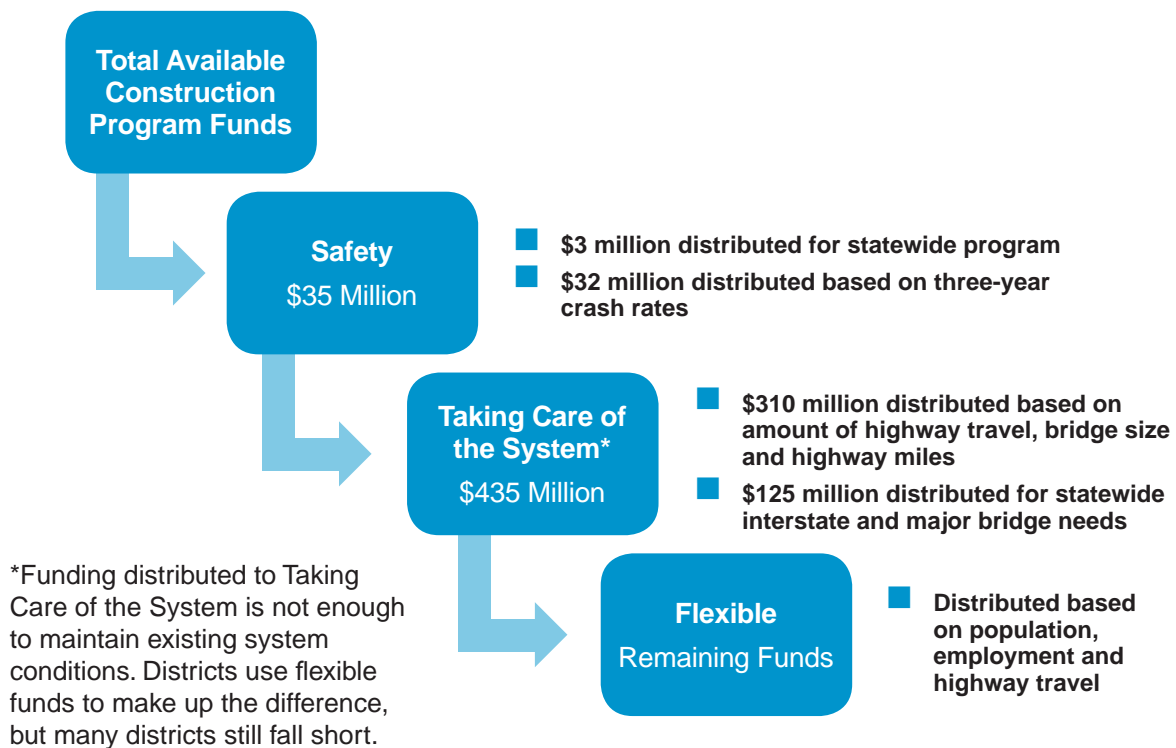 Total Available
Construction
Program Funds
Safety
$35 Million
$3 million distributed for statewide program
$32 million distributed based on three-year
crash rates
Taking Care of
the System*
$435 Million
$310 million distributed based on
amount of highway travel, bridge size
and highway miles
$125 million distributed for statewide
interstate and major bridge needs
Flexible
Remaining Funds
Distributed based
on population,
employment and
highway travel
*Funding distributed to Taking
Care of the System is not enough
to maintain existing system
conditions. Districts use flexible
funds to make up the difference,
but many districts still fall short.